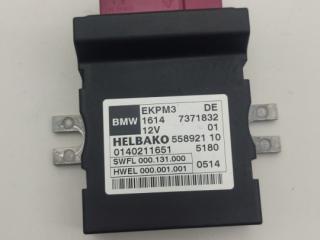 BMW
EKPM3 DE
1614 7371832
12V 01
HELBAKO 558921 10
0140211651 5180
SWFL 000.131.000
HWEL 000.001.001 0514